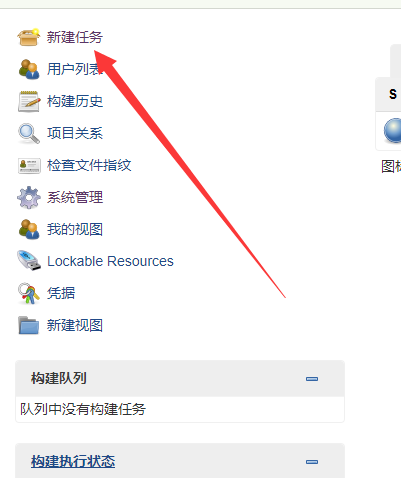 新建任务
用户列表
S
构建历史
项目关系
检查文件指纹
图标
系统管理
我的视图
Lockable Resources
凭据
新建视图
构建队列
队列中没有构建任务
构建执行状态